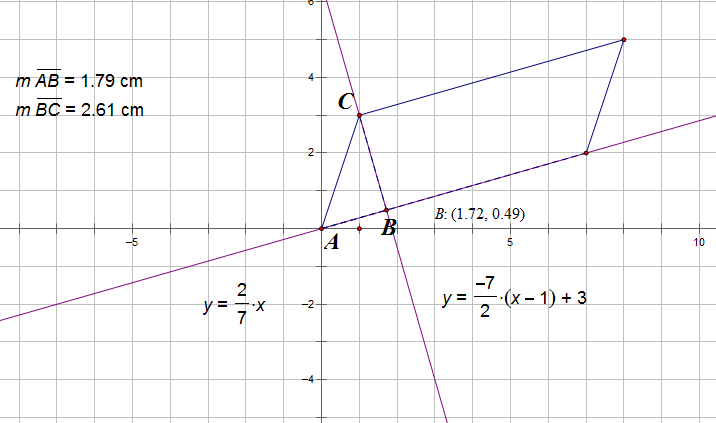 6
m AB = 1.79 cm
4
m BC = 2.61 cm
C
2
B: (1.72, 0.49)
A
B
−5
5
10
y = 2/7 · x
y = −7/2 · (x − 1) + 3
−2
−4